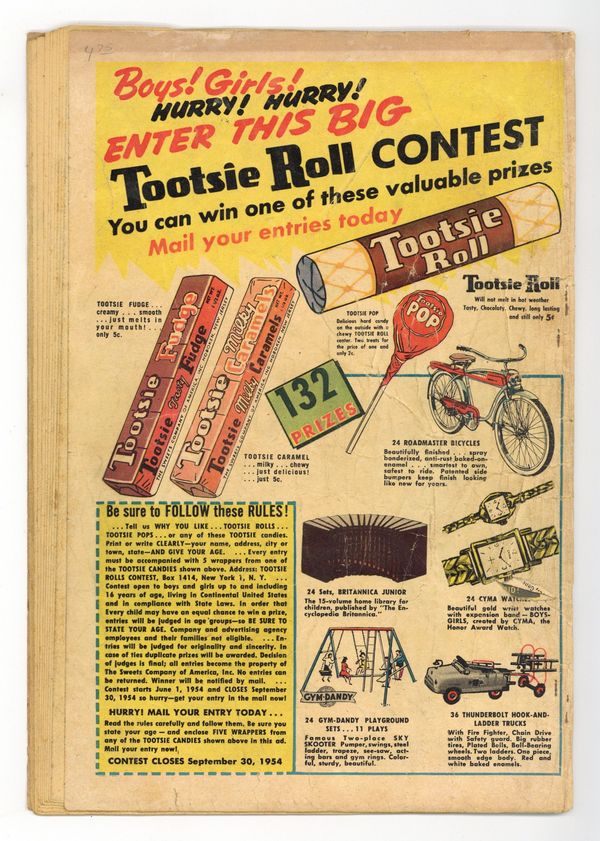 475
Boys! Girls!
HURRY! HURRY!
ENTER THIS BIG
Tootsie Roll CONTEST
You can win one of these valuable prizes
Mail your entries today
Tootsie
Roll
Tootsie Roll
Will not melt in hot weather
Tasty, Chocolaty, Chewy, long lasting
and still only 5¢
TOOTSIE FUDGE...
creamy ... smooth
...just melts in
your mouth! ...
only 5c.
Tootsie Fudge
Tootsie Tasty Fudge
Tootsie Milky Caramels
Tootsie Milky Caramels
TOOTSIE POP
Delicious hard candy
on the outside with a
chewy TOOTSIE ROLL
center. Two treats for
the price of one and
only 2c.
Tootsie
POP
132
PRIZES
TOOTSIE CARAMEL
...milky...chewy
...just delicious!
...just 5c.
24 ROADMASTER BICYCLES
Beautifully finished ... spray
bonderized, anti-rust baked-on-
enamel ... smartest to own,
safest to ride. Patented side
bumpers keep finish looking
like new for years.
Be sure to FOLLOW these RULES!
...Tell us WHY YOU LIKE...TOOTSIE ROLLS...
TOOTSIE POPS...or any of these TOOTSIE candies.
Print or write CLEARLY—your name, address, city or
town, state—AND GIVE YOUR AGE. ...Every entry
must be accompanied with 5 wrappers from one of
the TOOTSIE CANDIES shown above. Address: TOOTSIE
ROLLS CONTEST, Box 1414, New York 1, N. Y. ...
Contest open to boys and girls up to and including
16 years of age, living in Continental United States
and in compliance with State Laws. In order that
Every child may have an equal chance to win a prize,
entries will be judged in age groups—so BE SURE TO
STATE YOUR AGE. Company and advertising agency
employees and their families not eligible. ...En-
tries will be judged for originality and sincerity. In
case of ties duplicate prizes will be awarded. Decision
of judges is final; all entries become the property of
The Sweets Company of America, Inc. No entries can
be returned. Winner will be notified by mail. ...
Contest starts June 1, 1954 and CLOSES September
30, 1954 so hurry—get your entry in the mail now!
HURRY! MAIL YOUR ENTRY TODAY...
Read the rules carefully and follow them. Be sure you
state your age — and enclose FIVE WRAPPERS from
any of the TOOTSIE CANDIES shown above in this ad.
Mail your entry now!
CONTEST CLOSES September 30, 1954
24 Sets, BRITANNICA JUNIOR
The 15-volume home library for
children, published by "The En-
cyclopedia Britannica."
24 CYMA WATCHES
Beautiful gold wrist watches
with expansion band — BOYS-
GIRLS, created by CYMA, the
Honor Award Watch.
GYM-DANDY
24 GYM-DANDY PLAYGROUND
SETS...11 PLAYS
Famous Two-place SKY
SKOOTER Pumper, swings, steel
ladder, trapeze, see-saw, act-
ing bars and gym rings. Color-
ful, sturdy, beautiful.
36 THUNDERBOLT HOOK-AND-
LADDER TRUCKS
With Fire Fighter, Chain Drive
with Safety guard. Big rubber
tires, Plated Bells, Ball-Bearing
wheels. Two ladders. One piece,
smooth edge body. Red and
white baked enamels.